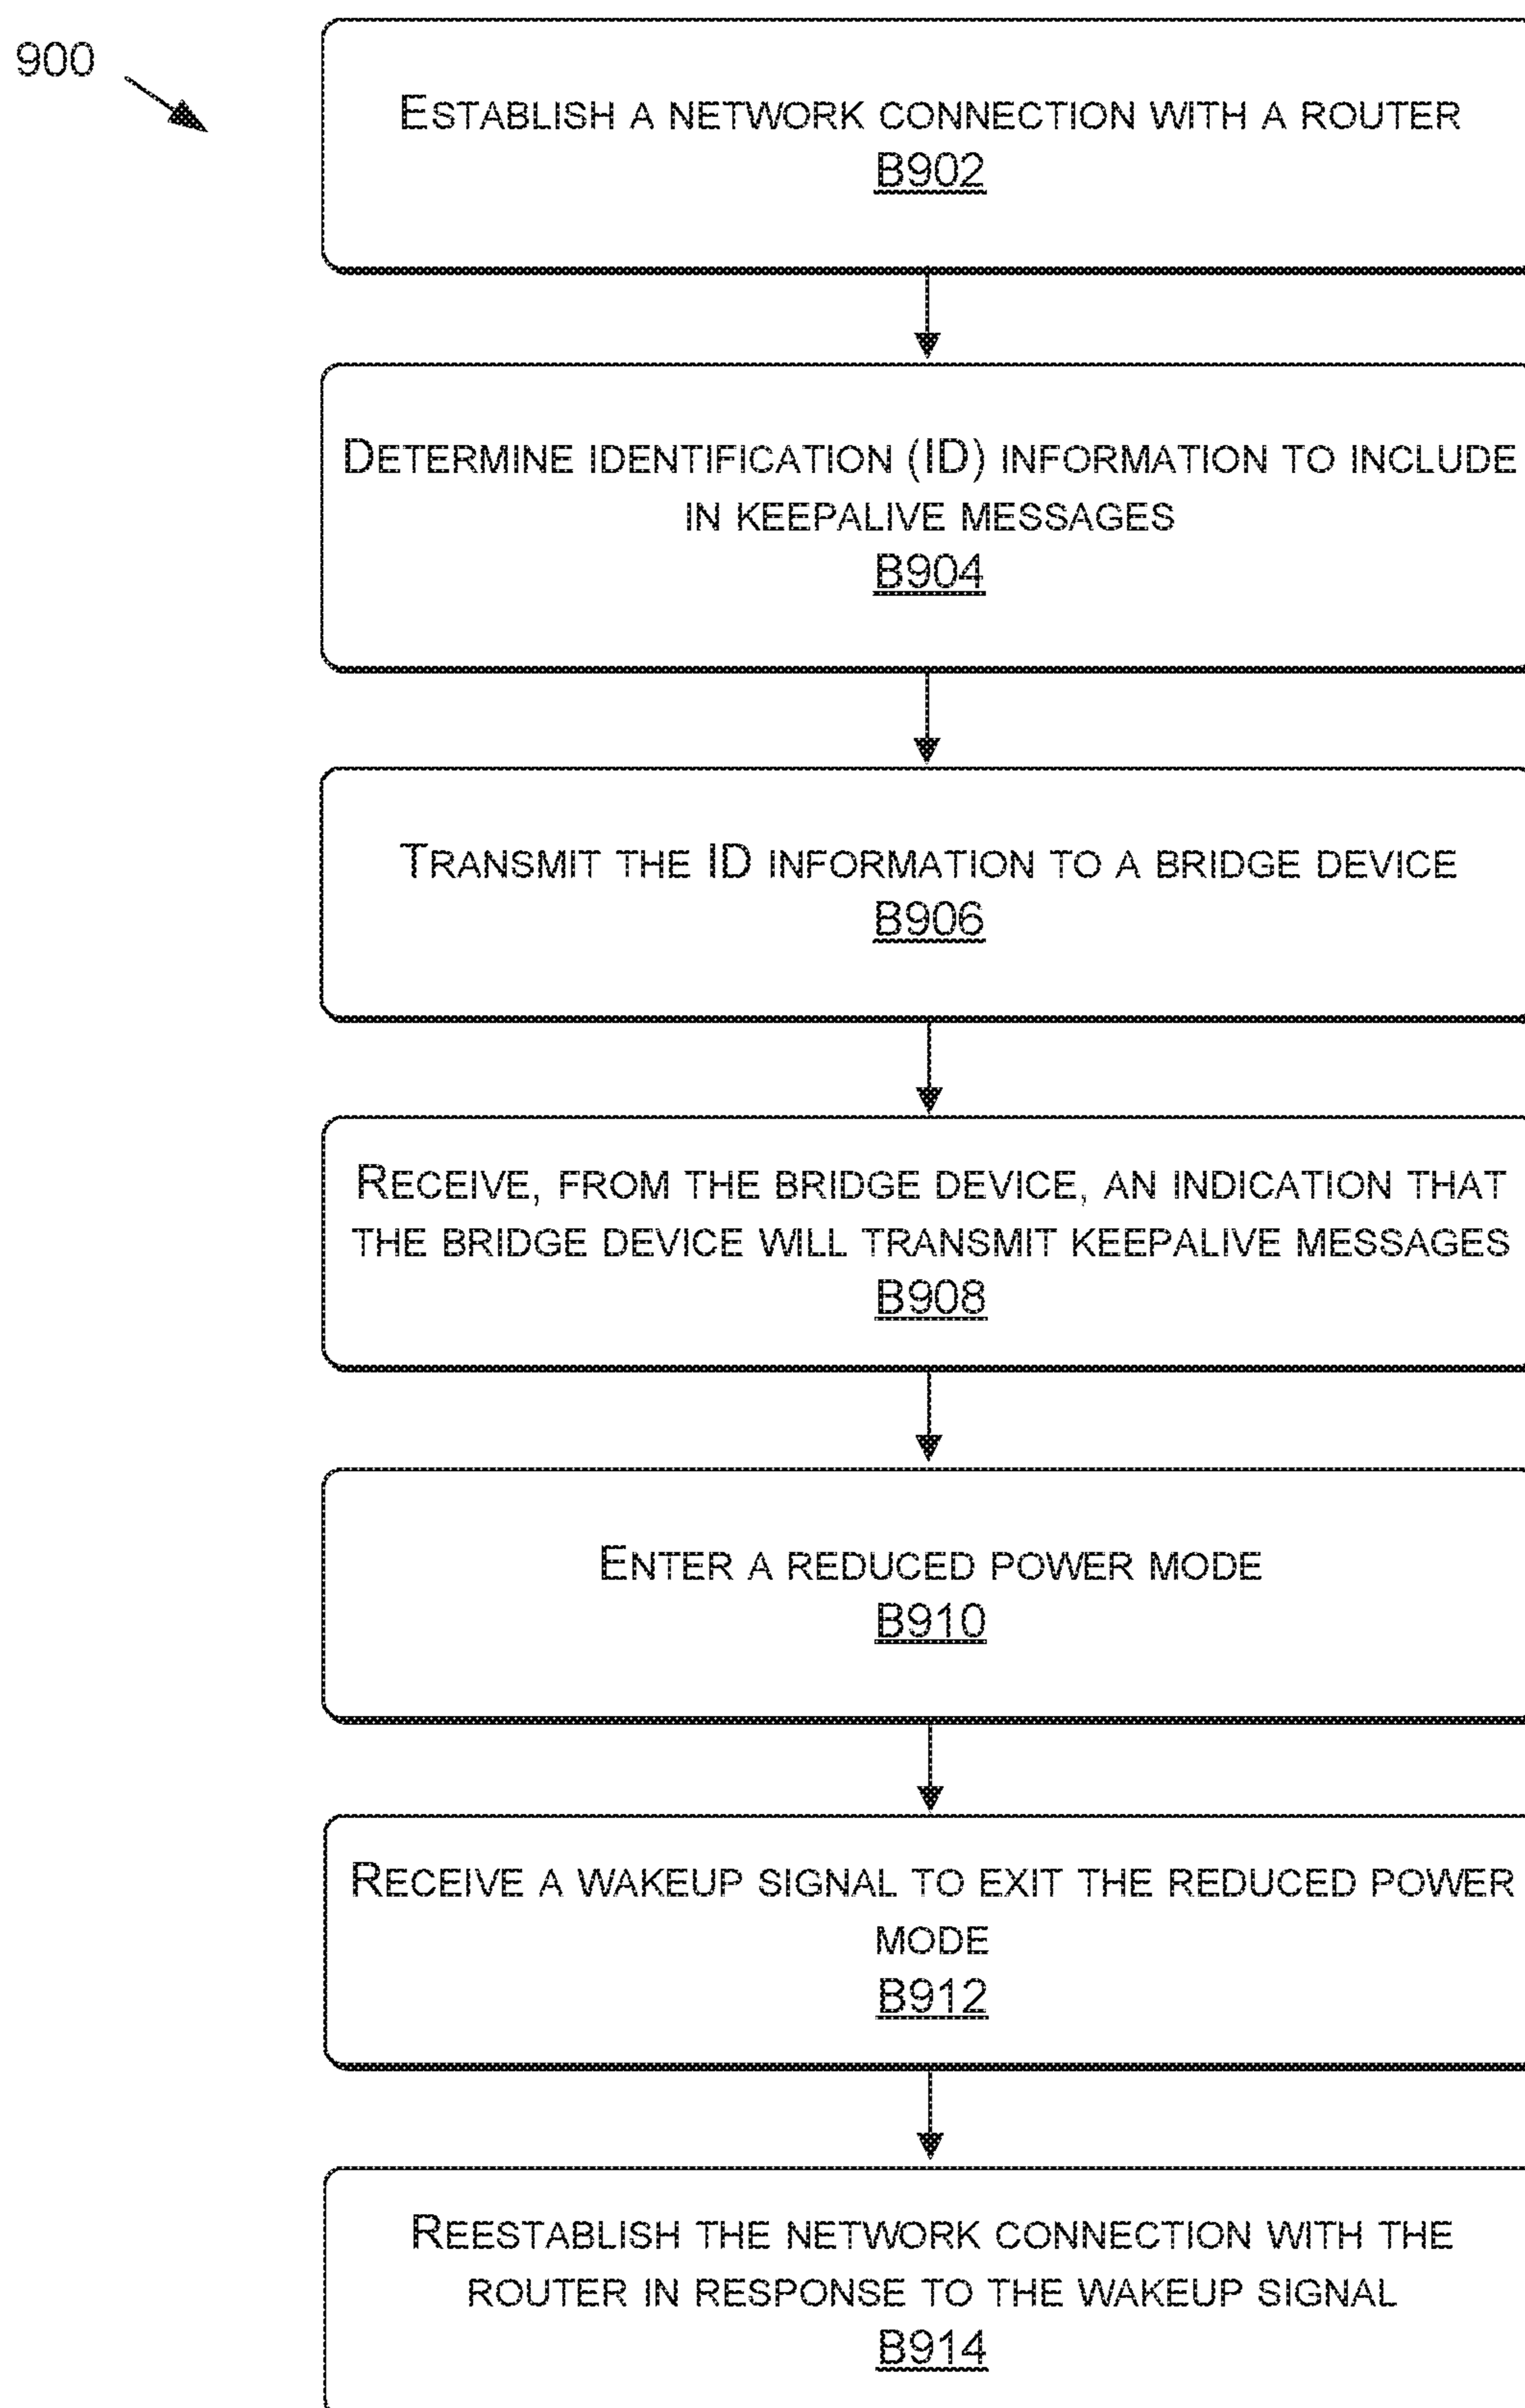 900
ESTABLISH A NETWORK CONNECTION WITH A ROUTER
B902
DETERMINE IDENTIFICATION (ID) INFORMATION TO INCLUDE
IN KEEPALIVE MESSAGES
B904
TRANSMIT THE ID INFORMATION TO A BRIDGE DEVICE
B906
RECEIVE, FROM THE BRIDGE DEVICE, AN INDICATION THAT
THE BRIDGE DEVICE WILL TRANSMIT KEEPALIVE MESSAGES
B908
ENTER A REDUCED POWER MODE
B910
RECEIVE A WAKEUP SIGNAL TO EXIT THE REDUCED POWER
MODE
B912
REESTABLISH THE NETWORK CONNECTION WITH THE
ROUTER IN RESPONSE TO THE WAKEUP SIGNAL
B914